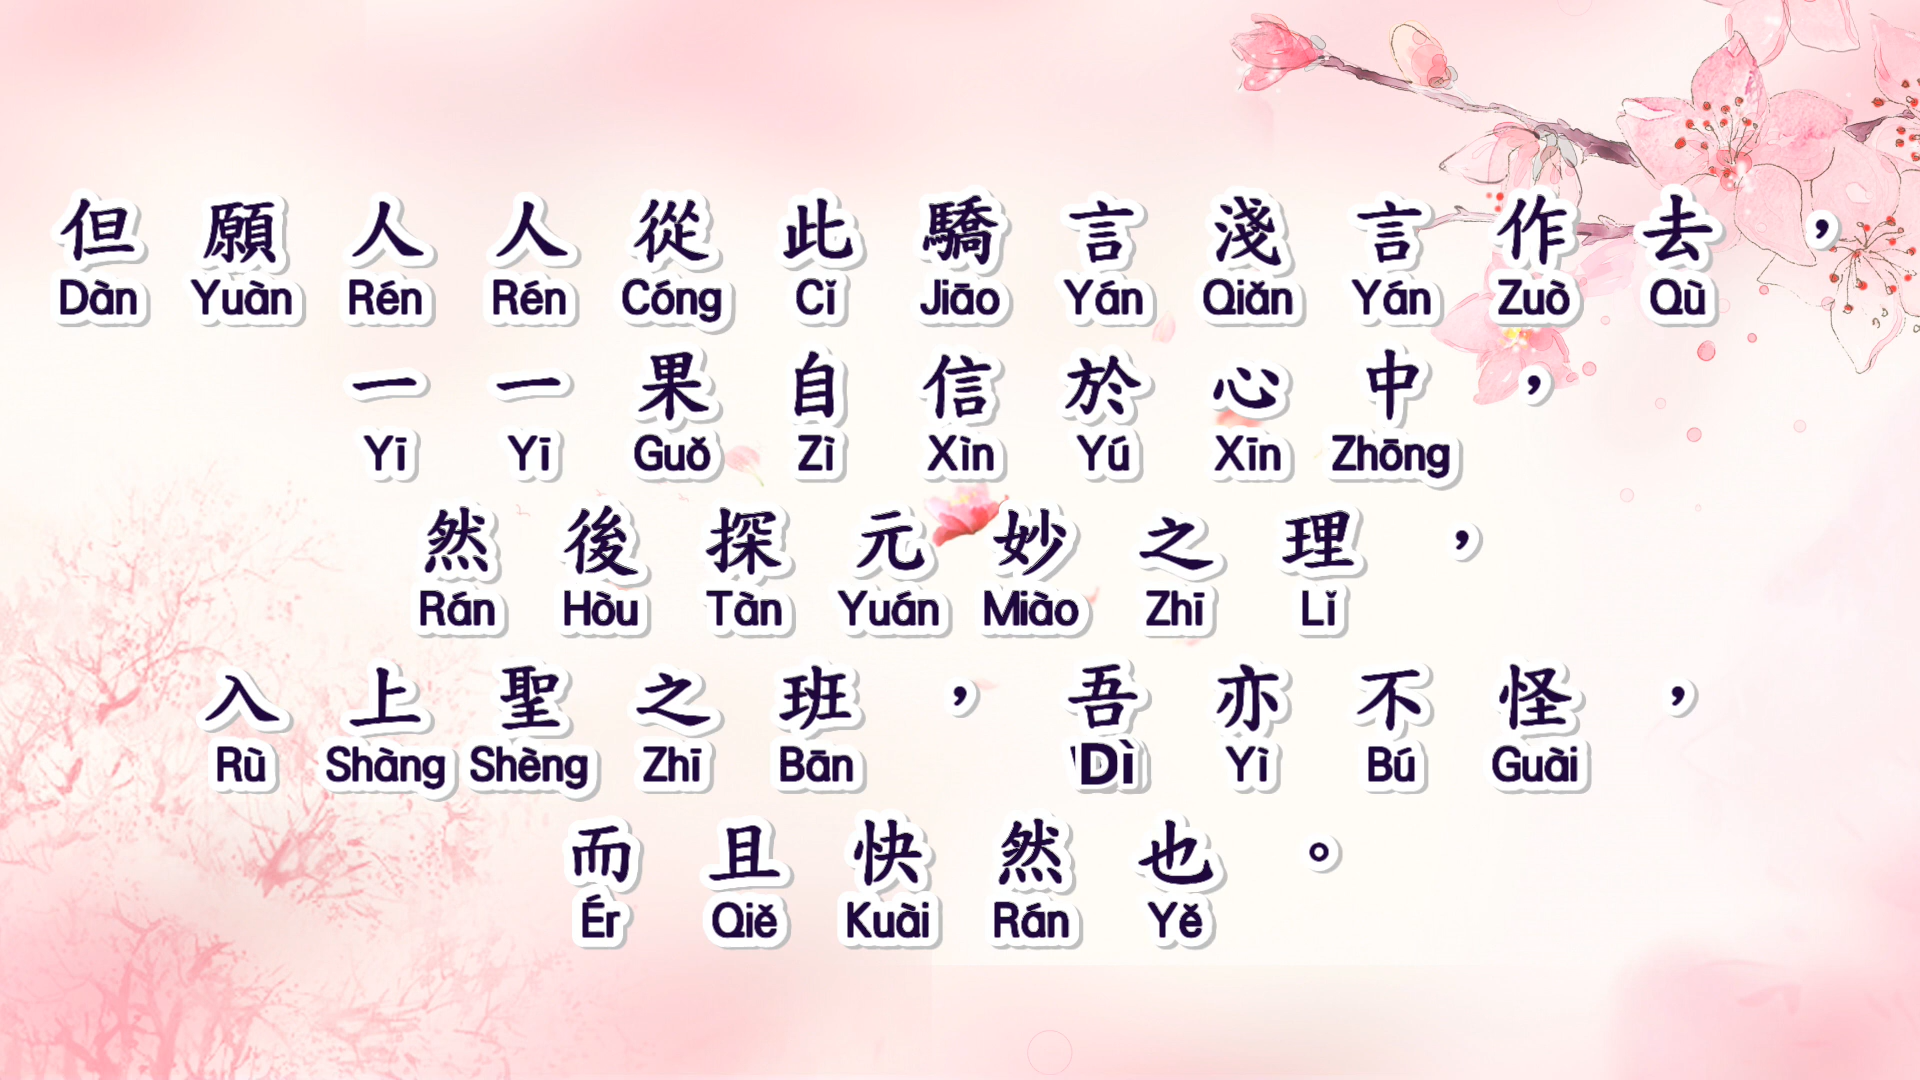 但願人人從此驕言淺言作去，
Dàn Yuàn Rén Rén Cóng Cǐ Jiāo Yán Qiǎn Yán Zuò Qù
一一果自信於心中，
Yī Yī Guǒ Zì Xìn Yú Xīn Zhōng
然後探元妙之理，
Rán Hòu Tàn Yuán Miào Zhī Lǐ
入上聖之班，吾亦不怪，
Rù Shàng Shèng Zhī Bān Dì Yì Bú Guài
而且快然也。
Ér Qiě Kuài Rán Yě